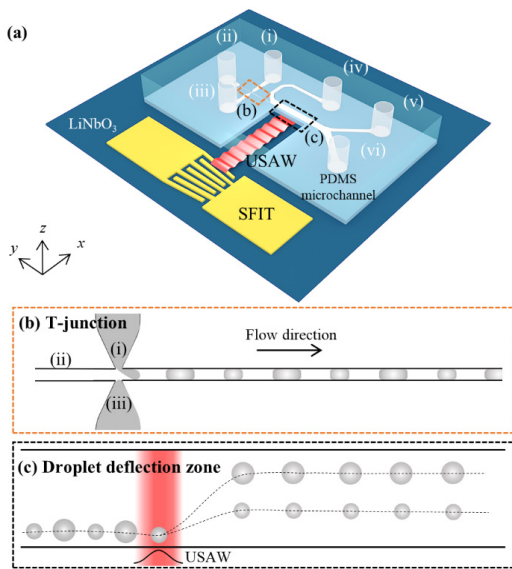 (a)
(ii)
(i)
(iv)
(iii)
(v)
(b)
LiNbO₃
(c)
(vi)
USAW
PDMS
microchannel
SFIT
z
y
x
(b) T-junction
(i)
Flow direction
(ii)
(iii)
(c) Droplet deflection zone
USAW